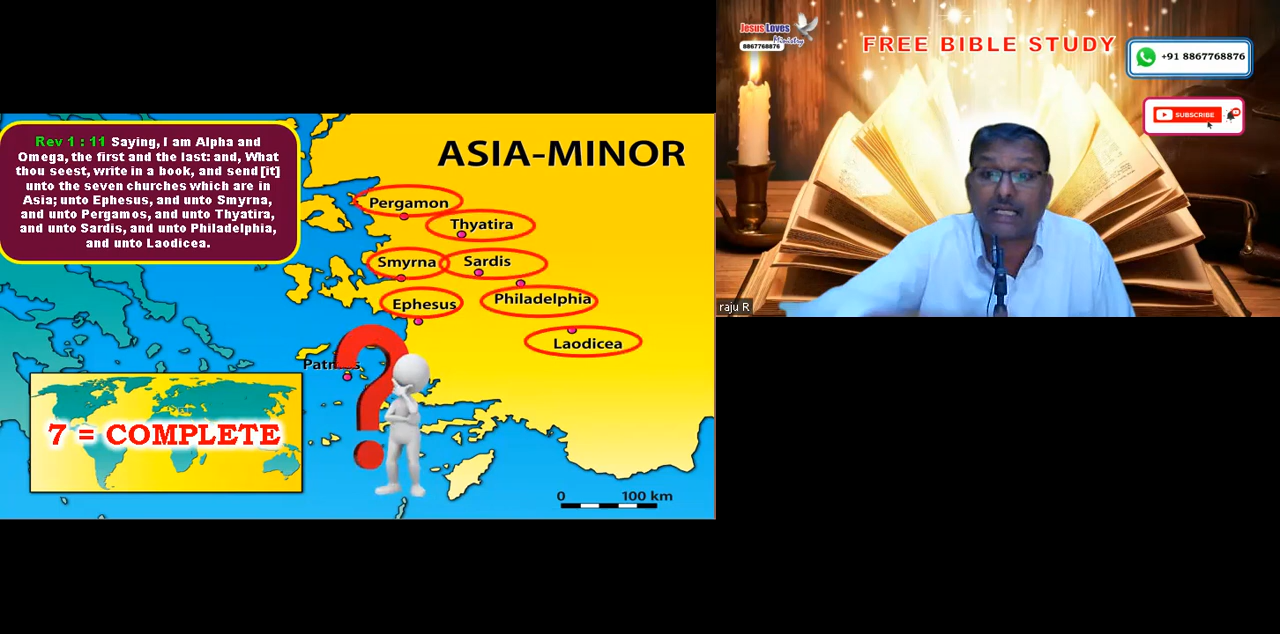 Rev 1 : 11 Saying, I am Alpha and
Omega, the first and the last: and, What
thou seest, write in a book, and send [it]
unto the seven churches which are in
Asia; unto Ephesus, and unto Smyrna,
and unto Pergamos, and unto Thyatira,
and unto Sardis, and unto Philadelphia,
and unto Laodicea.
ASIA-MINOR
Pergamon
Thyatira
Smyrna
Sardis
Ephesus
Philadelphia
Laodicea
7 = COMPLETE
0 100 km
Jesus Loves
Ministry
8867768876
FREE BIBLE STUDY
+91 8867768876
SUBSCRIBE
raju R